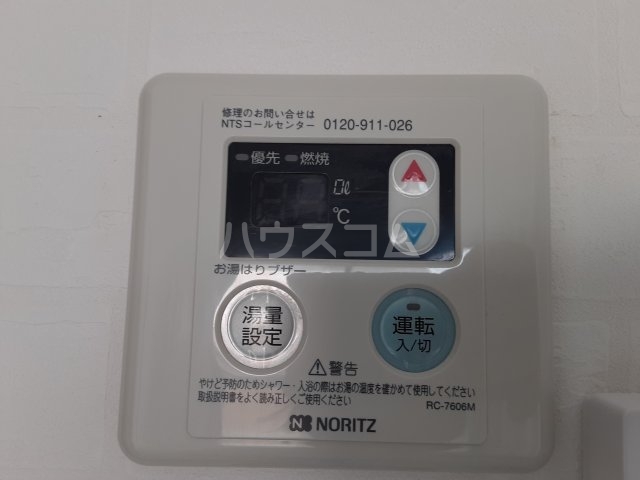 修理のお問い合せは
NTSコールセンター 0120-911-026
優先 燃焼
0ℓ
℃
ハウスコム
お湯はりブザー
湯量
設定
運転
入/切
⚠警告
やけど予防のためシャワー・入浴の際はお湯の温度を確かめて使用してください
取扱説明書をよく読み正しくご使用ください
RC-7606M
NORITZ